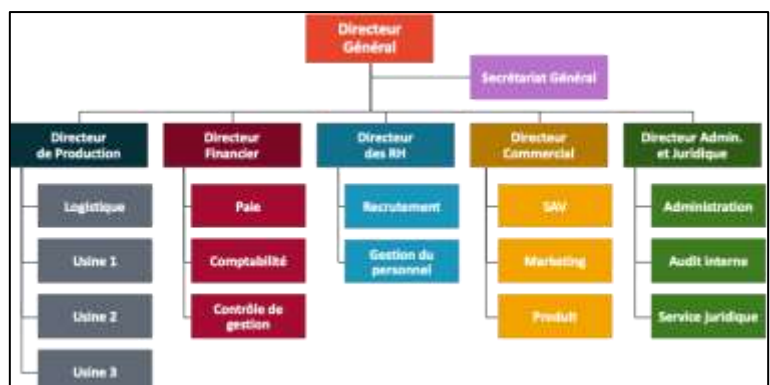 Directeur
Général
Secrétariat Général
Directeur
de Production
Directeur
Financier
Directeur
des RH
Directeur
Commercial
Directeur Admin.
et Juridique
Logistique
Paie
Recrutement
SAV
Administration
Usine 1
Comptabilité
Gestion du
personnel
Marketing
Audit interne
Usine 2
Contrôle de
gestion
Produit
Service juridique
Usine 3